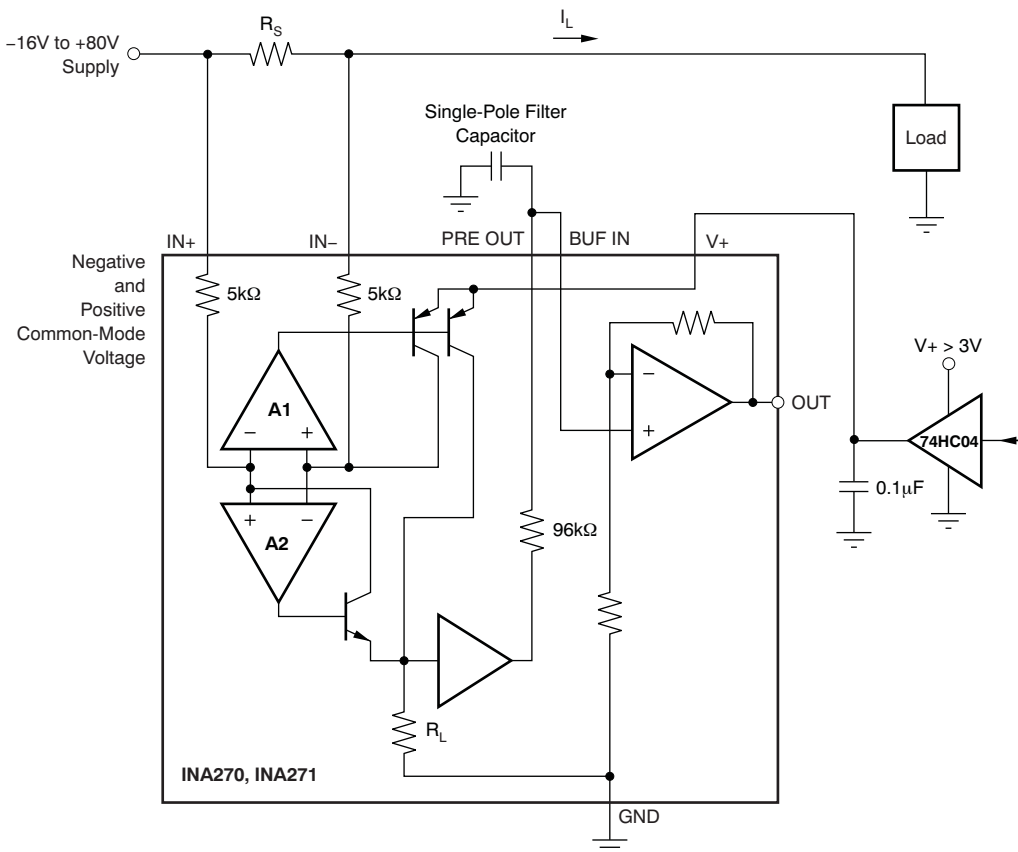 R_S
I_L
–16V to +80V
Supply
Single-Pole Filter
Capacitor
Load
IN+
IN−
PRE OUT
BUF IN
V+
Negative
and
Positive
Common-Mode
Voltage
5kΩ
5kΩ
V+ > 3V
A1
−
+
−
+
OUT
74HC04
0.1μF
+
−
A2
96kΩ
R_L
INA270, INA271
GND